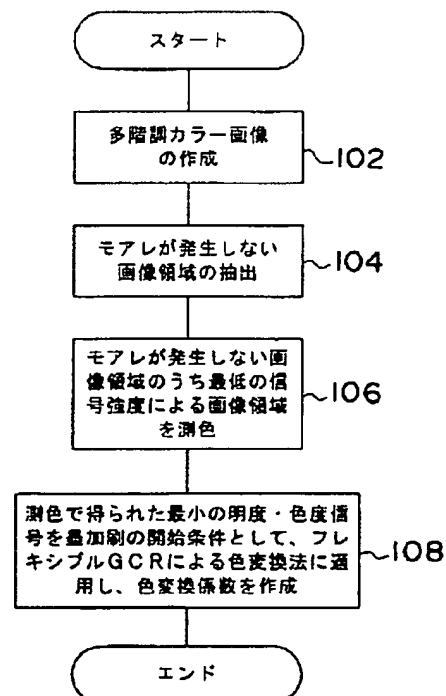 スタート
多階調カラー画像
の作成
102
モアレが発生しない
画像領域の抽出
104
モアレが発生しない画
像領域のうち最低の信
号強度による画像領域
を測色
106
測色で得られた最小の明度・色度信
号を墨加刷の開始条件として、フレ
キシブルGCRによる色変換法に適
用し、色変換係数を作成
108
エンド